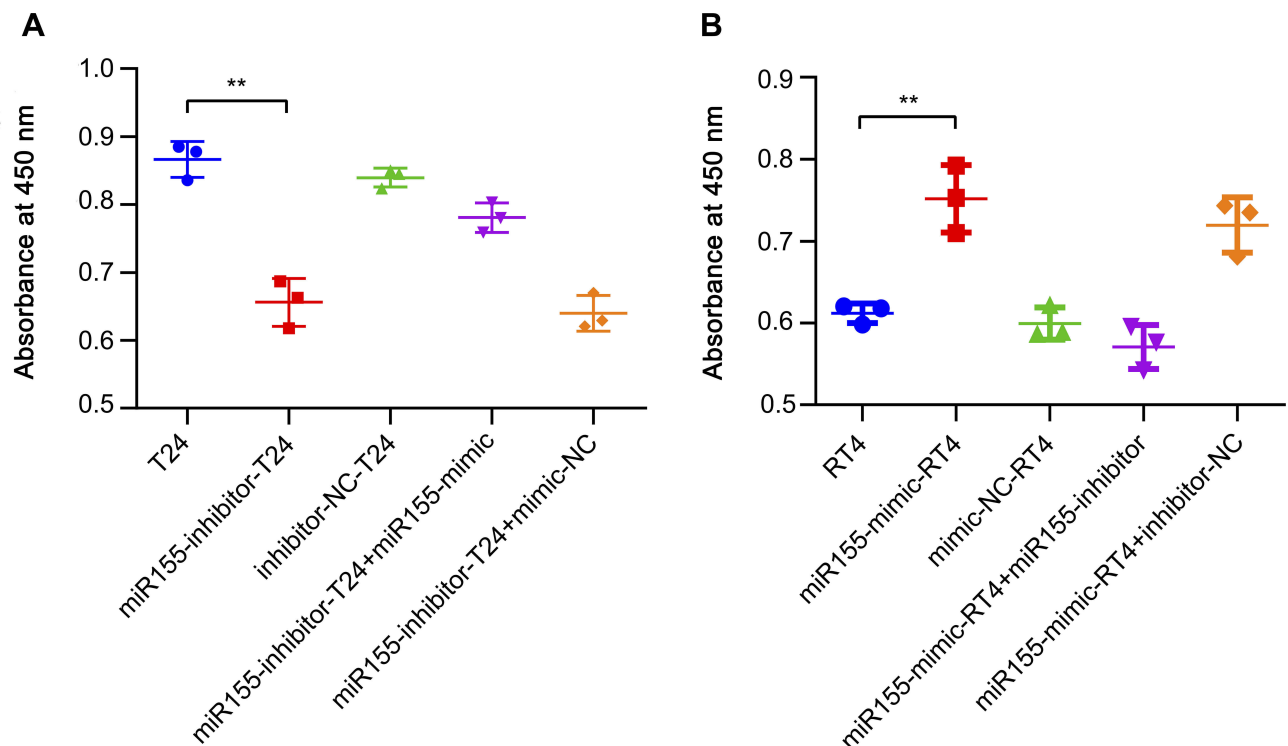 A
Absorbance at 450 nm
1.0
0.9
0.8
0.7
0.6
0.5
**
T24
miR155-inhibitor-T24
inhibitor-NC-T24
miR155-inhibitor-T24+miR155-mimic
miR155-inhibitor-T24+mimic-NC
B
Absorbance at 450 nm
0.9
0.8
0.7
0.6
0.5
**
RT4
miR155-mimic-RT4
mimic-NC-RT4
miR155-mimic-RT4+miR155-inhibitor
miR155-mimic-RT4+inhibitor-NC